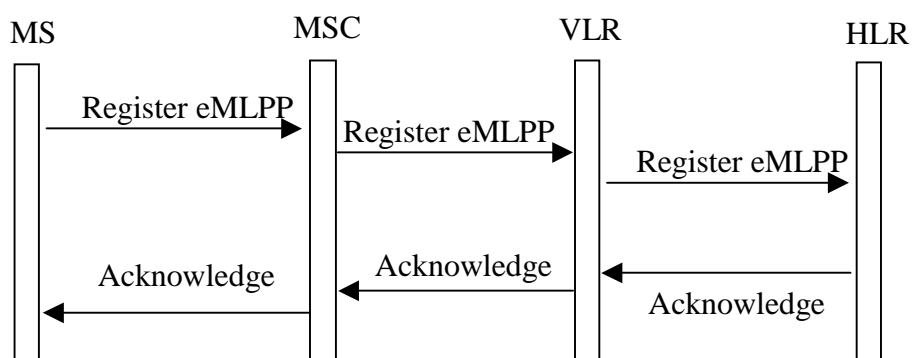 MS
MSC
VLR
HLR
Register eMLPP
Register eMLPP
Register eMLPP
Acknowledge
Acknowledge
Acknowledge